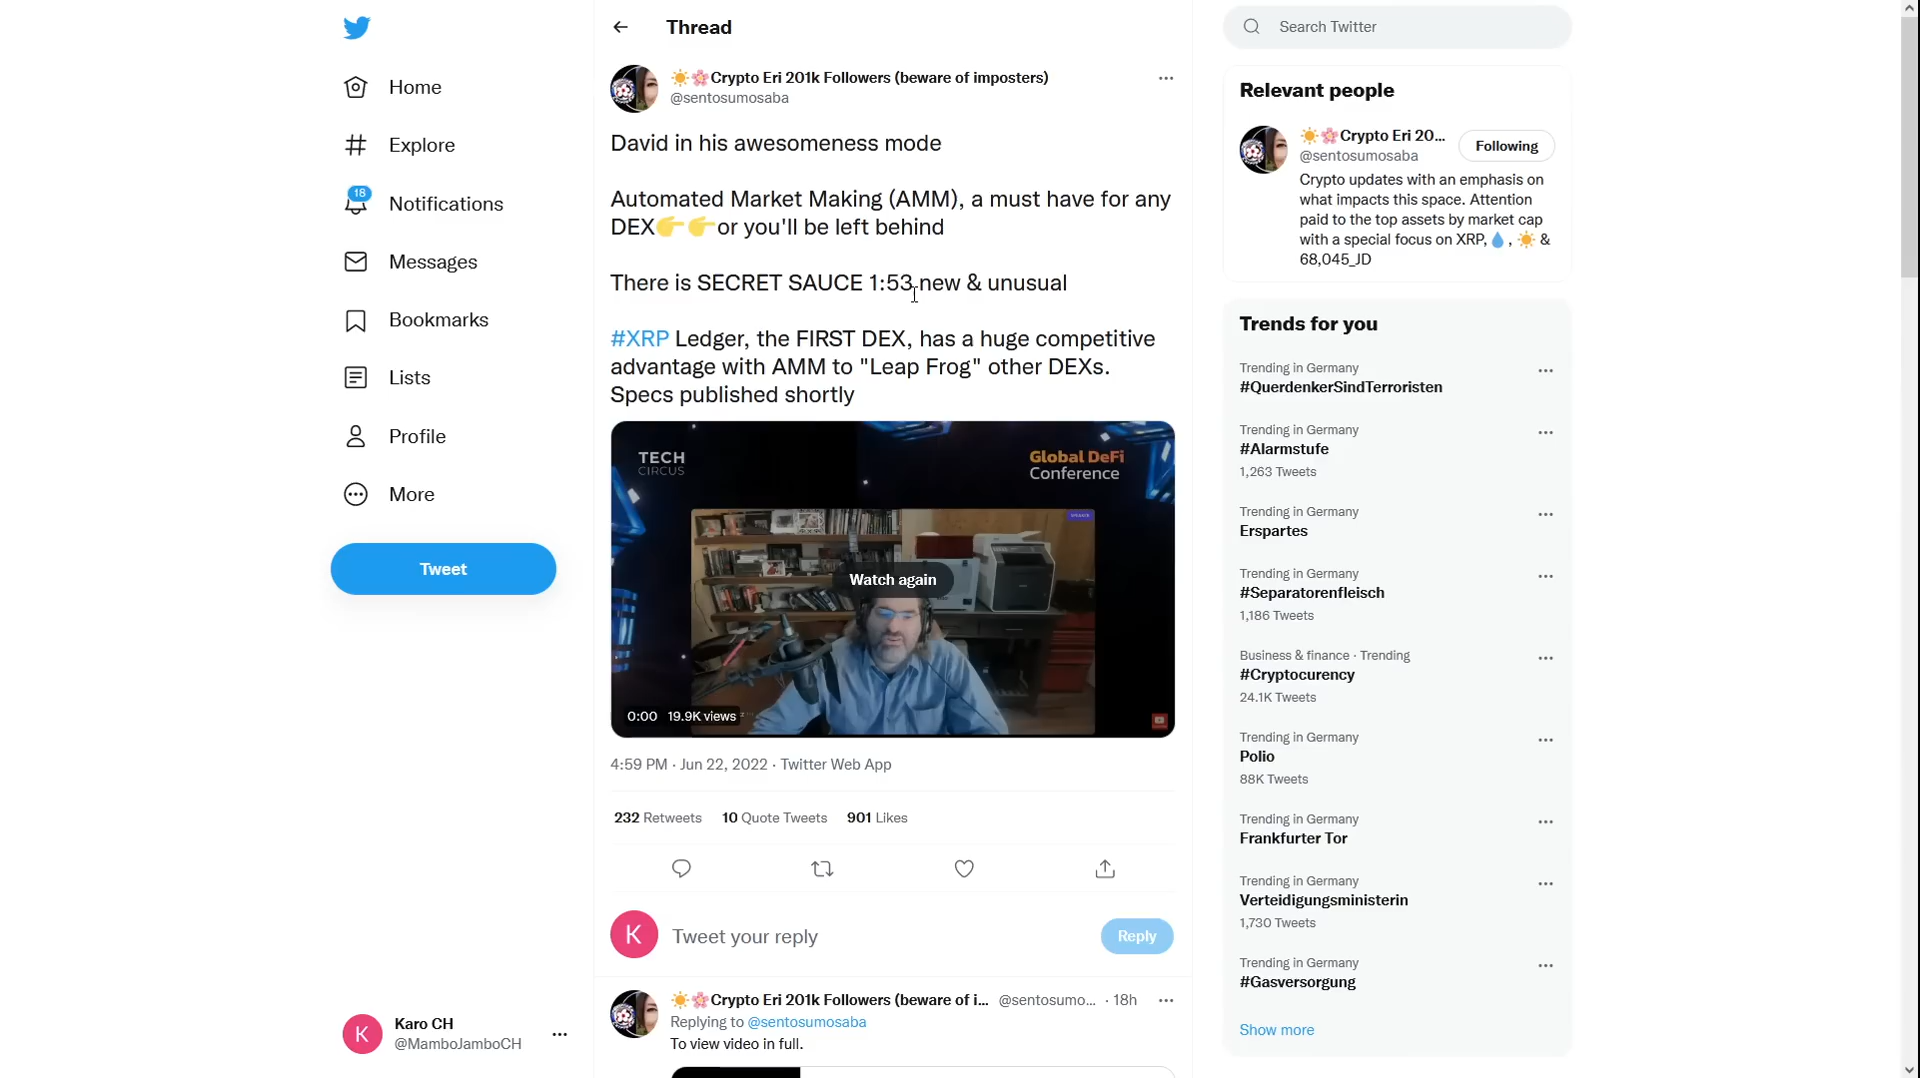 Home
Explore
18
Notifications
Messages
Bookmarks
Lists
Profile
More
Tweet
K
Karo CH
@MamboJamboCH
Thread
☀️🌸Crypto Eri 201k Followers (beware of imposters)
@sentosumosaba
David in his awesomeness mode
Automated Market Making (AMM), a must have for any
DEX👉👉or you'll be left behind
There is SECRET SAUCE 1:53 new & unusual
#XRP Ledger, the FIRST DEX, has a huge competitive
advantage with AMM to "Leap Frog" other DEXs.
Specs published shortly
TECH
CIRCUS
Global DeFi
Conference
Watch again
0:00 19.9K views
4:59 PM · Jun 22, 2022 · Twitter Web App
232 Retweets 10 Quote Tweets 901 Likes
K
Tweet your reply
Reply
☀️🌸Crypto Eri 201k Followers (beware of i... @sentosumo... · 18h
Replying to @sentosumosaba
To view video in full.
Search Twitter
Relevant people
☀️🌸Crypto Eri 20...
@sentosumosaba
Following
Crypto updates with an emphasis on
what impacts this space. Attention
paid to the top assets by market cap
with a special focus on XRP,💧, ☀️ &
68,045_JD
Trends for you
Trending in Germany
#QuerdenkerSindTerroristen
Trending in Germany
#Alarmstufe
1,263 Tweets
Trending in Germany
Erspartes
Trending in Germany
#Separatorenfleisch
1,186 Tweets
Business & finance · Trending
#Cryptocurency
24.1K Tweets
Trending in Germany
Polio
88K Tweets
Trending in Germany
Frankfurter Tor
Trending in Germany
Verteidigungsministerin
1,730 Tweets
Trending in Germany
#Gasversorgung
Show more